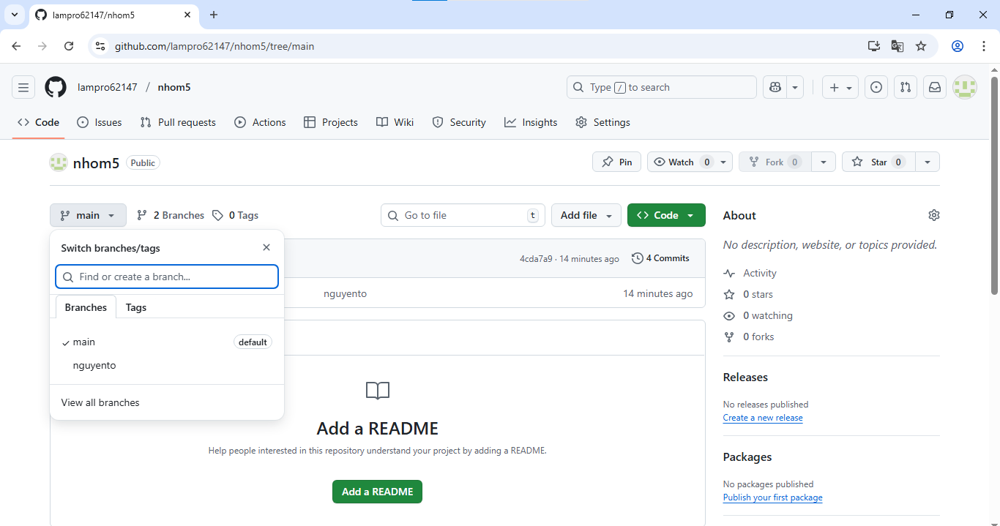 lampro62147/nhom5
github.com/lampro62147/nhom5/tree/main
lampro62147 / nhom5
Type / to search
Code Issues Pull requests Actions Projects Wiki Security Insights Settings
nhom5 Public
Pin Watch 0 Fork 0 Star 0
main 2 Branches 0 Tags Go to file t Add file Code
About
Switch branches/tags
No description, website, or topics provided.
4cda7a9 · 14 minutes ago 4 Commits
Find or create a branch...
Activity
nguyento 14 minutes ago
0 stars
Branches Tags
0 watching
main default
0 forks
nguyento
View all branches
Releases
No releases published
Create a new release
Add a README
Help people interested in this repository understand your project by adding a README.
Packages
No packages published
Add a README
Publish your first package